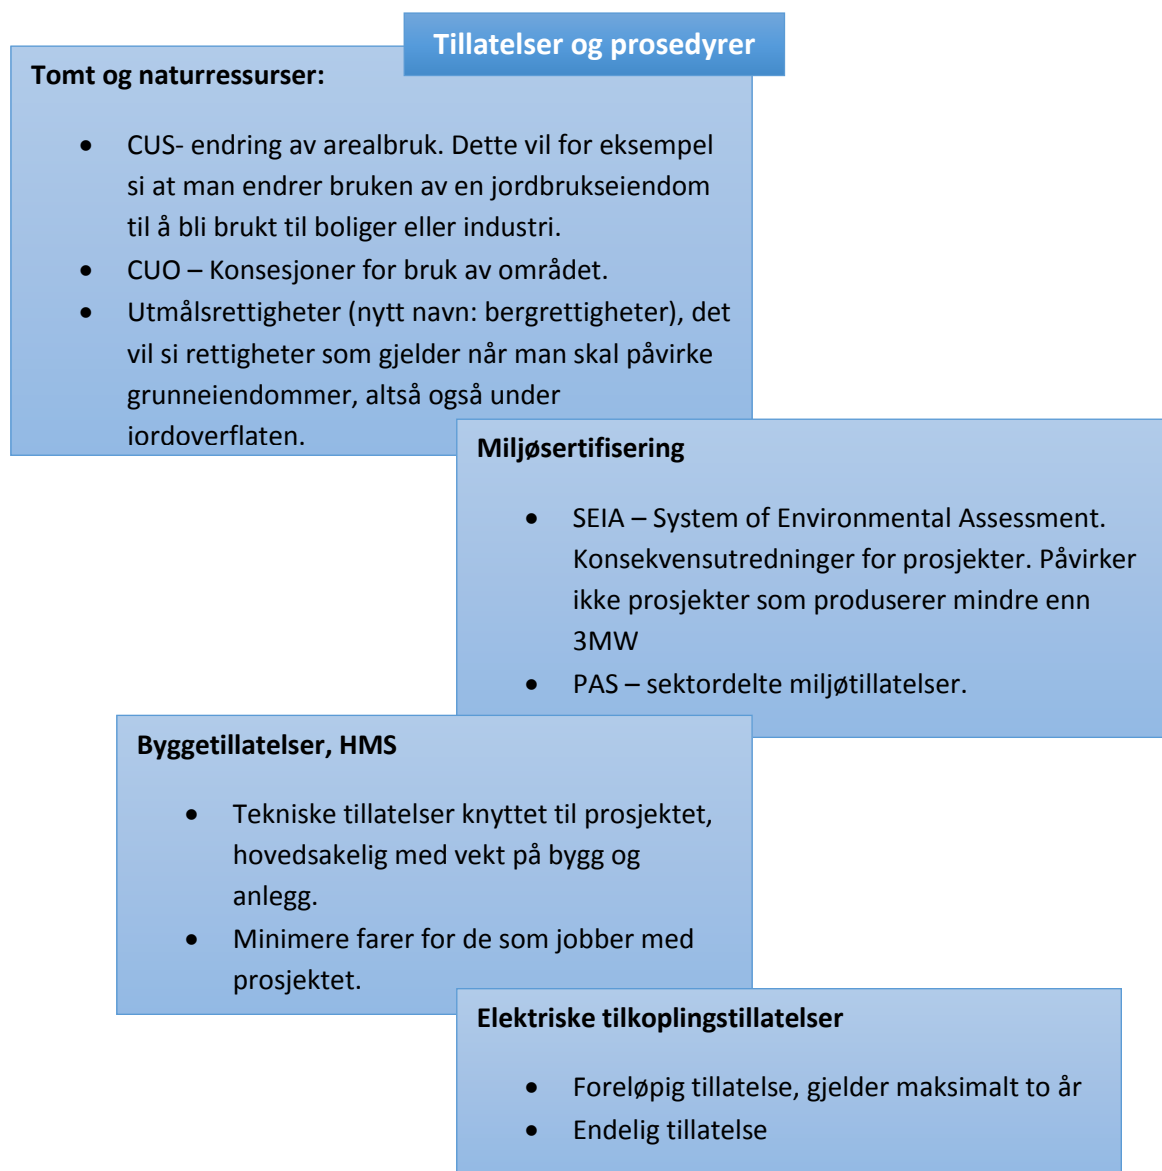 Tillatelser og prosedyrer
Tomt og naturressurser:
• CUS- endring av arealbruk. Dette vil for eksempel
si at man endrer bruken av en jordbrukseiendom
til å bli brukt til boliger eller industri.
• CUO – Konsesjoner for bruk av området.
• Utmålsrettigheter (nytt navn: bergrettigheter), det
vil si rettigheter som gjelder når man skal påvirke
grunneiendommer, altså også under
jordoverflaten.
Miljøsertifisering
• SEIA – System of Environmental Assessment.
Konsekvensutredninger for prosjekter. Påvirker
ikke prosjekter som produserer mindre enn
3MW
• PAS – sektordelte miljøtillatelser.
Byggetillatelser, HMS
• Tekniske tillatelser knyttet til prosjektet,
hovedsakelig med vekt på bygg og
anlegg.
• Minimere farer for de som jobber med
prosjektet.
Elektriske tilkoplingstillatelser
• Foreløpig tillatelse, gjelder maksimalt to år
• Endelig tillatelse